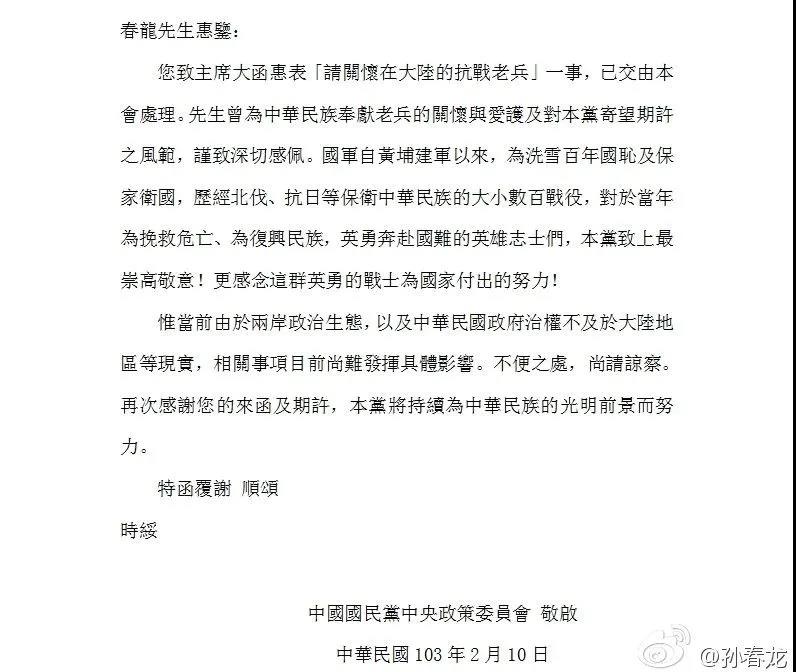 春龍先生惠鑒：
您致主席大函惠表「請關懷在大陸的抗戰老兵」一事，已交由本
會處理。先生曾為中華民族奉獻老兵的關懷與愛護及對本黨寄望期許
之風範，謹致深切感佩。國軍自黃埔建軍以來，為洗雪百年國恥及保
家衛國，歷經北伐、抗日等保衛中華民族的大小數百戰役，對於當年
為挽救危亡、為復興民族，英勇奔赴國難的英雄志士們，本黨致上最
崇高敬意！更感念這群英勇的戰士為國家付出的努力！
惟當前由於兩岸政治生態，以及中華民國政府治權不及於大陸地
區等現實，相關事項目前尚難發揮具體影響。不便之處，尚請諒察。
再次感謝您的來函及期許，本黨將持續為中華民族的光明前景而努
力。
特函覆謝 順頌
時綏
中國國民黨中央政策委員會 敬啟
中華民國 103 年 2 月 10 日
@孙春龙